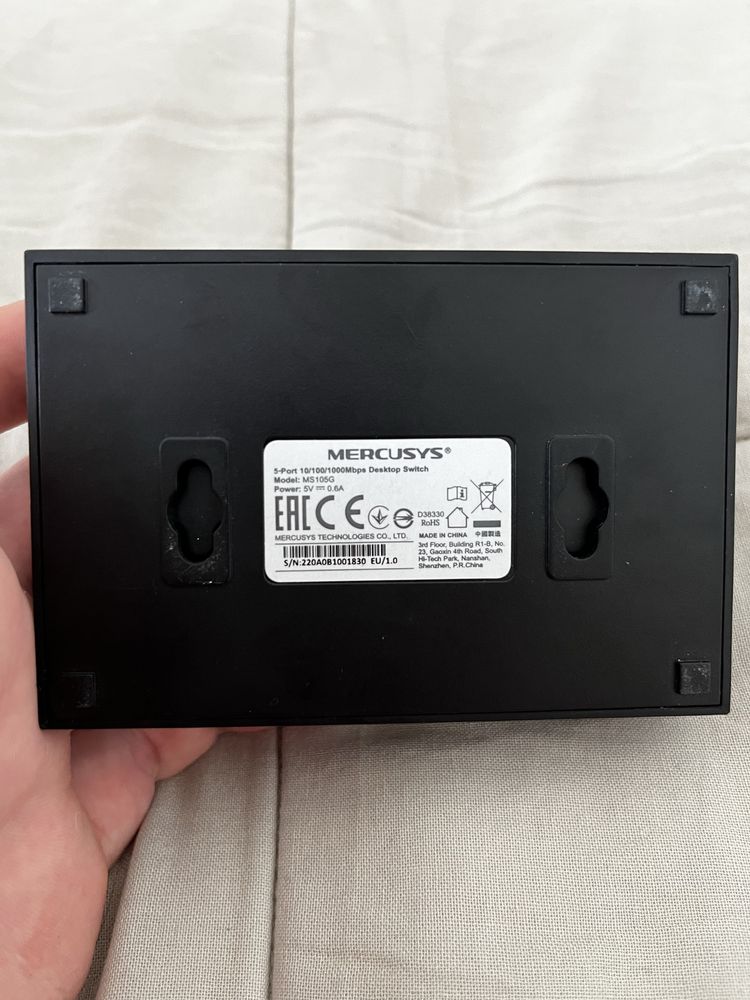 MERCUSYS®
5-Port 10/100/1000Mbps Desktop Switch
Model: MS105G
Power: 5V ⎓ 0.6A
EAC CE D38330
RoHS
MERCUSYS TECHNOLOGIES CO., LTD.
S/N:220A0B1001830 EU/1.0
MADE IN CHINA 中國製造
3rd Floor, Building R1-B, No.
23, Gaoxin 4th Road, South
Hi-Tech Park, Nanshan,
Shenzhen, P.R.China